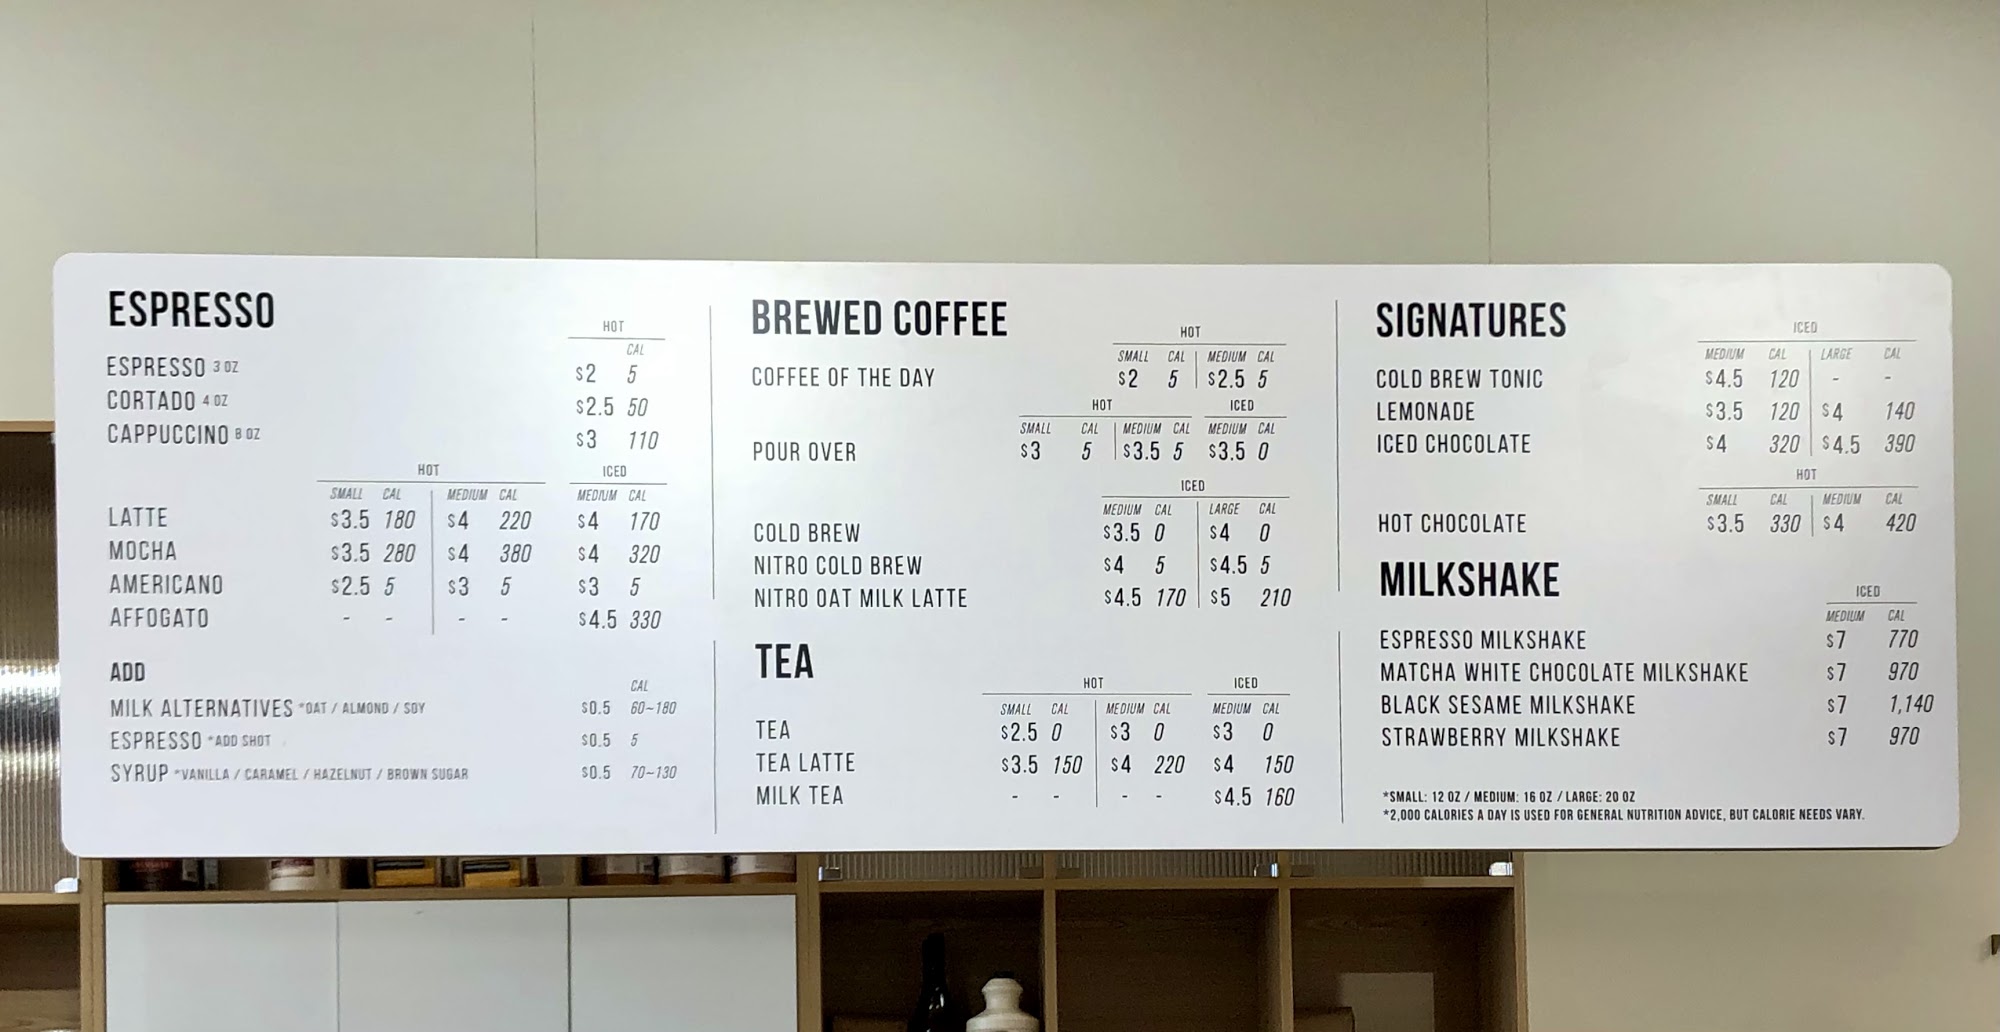 ESPRESSO
HOT
CAL
ESPRESSO 3 OZ $2 5
CORTADO 4 OZ $2.5 50
CAPPUCCINO 8 OZ $3 110
HOT ICED
SMALL CAL MEDIUM CAL MEDIUM CAL
LATTE $3.5 180 $4 220 $4 170
MOCHA $3.5 280 $4 380 $4 320
AMERICANO $2.5 5 $3 5 $3 5
AFFOGATO - - - - $4.5 330
ADD
CAL
MILK ALTERNATIVES *OAT / ALMOND / SOY $0.5 60~180
ESPRESSO *ADD SHOT $0.5 5
SYRUP *VANILLA / CARAMEL / HAZELNUT / BROWN SUGAR $0.5 70~130
BREWED COFFEE
HOT
SMALL CAL MEDIUM CAL
COFFEE OF THE DAY $2 5 $2.5 5
HOT ICED
SMALL CAL MEDIUM CAL MEDIUM CAL
POUR OVER $3 5 $3.5 5 $3.5 0
ICED
MEDIUM CAL LARGE CAL
COLD BREW $3.5 0 $4 0
NITRO COLD BREW $4 5 $4.5 5
NITRO OAT MILK LATTE $4.5 170 $5 210
TEA
HOT ICED
SMALL CAL MEDIUM CAL MEDIUM CAL
TEA $2.5 0 $3 0 $3 0
TEA LATTE $3.5 150 $4 220 $4 150
MILK TEA - - - - $4.5 160
SIGNATURES
ICED
MEDIUM CAL LARGE CAL
COLD BREW TONIC $4.5 120 - -
LEMONADE $3.5 120 $4 140
ICED CHOCOLATE $4 320 $4.5 390
HOT
SMALL CAL MEDIUM CAL
HOT CHOCOLATE $3.5 330 $4 420
MILKSHAKE
ICED
MEDIUM CAL
ESPRESSO MILKSHAKE $7 770
MATCHA WHITE CHOCOLATE MILKSHAKE $7 970
BLACK SESAME MILKSHAKE $7 1,140
STRAWBERRY MILKSHAKE $7 970
*SMALL: 12 OZ / MEDIUM: 16 OZ / LARGE: 20 OZ
*2,000 CALORIES A DAY IS USED FOR GENERAL NUTRITION ADVICE, BUT CALORIE NEEDS VARY.